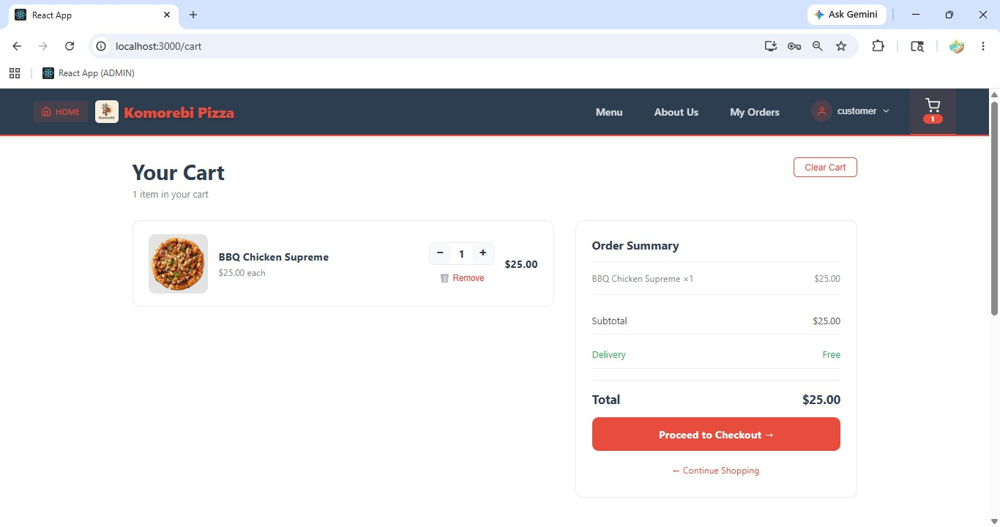 React App
Ask Gemini
localhost:3000/cart
React App (ADMIN)
HOME
Komorebi Pizza
Menu
About Us
My Orders
customer
1
Your Cart
Clear Cart
1 item in your cart
BBQ Chicken Supreme
$25.00 each
− 1 +
Remove
$25.00
Order Summary
BBQ Chicken Supreme ×1 $25.00
Subtotal $25.00
Delivery Free
Total $25.00
Proceed to Checkout →
← Continue Shopping